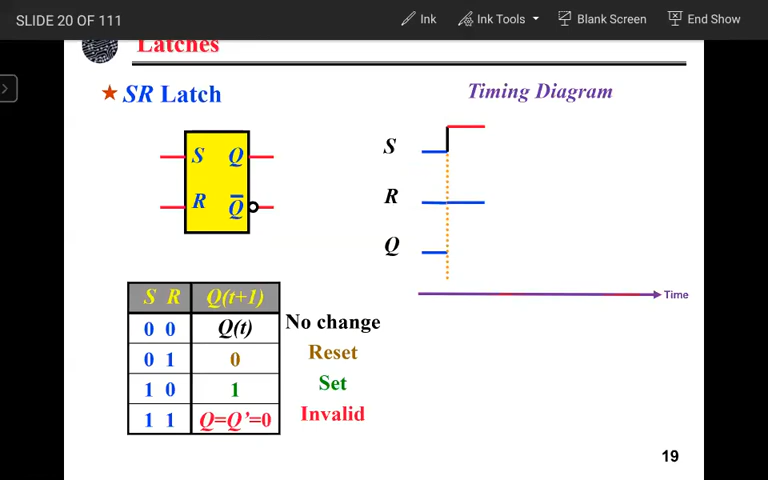 SLIDE 20 OF 111
Ink
Ink Tools
Blank Screen
End Show
Latches
★ SR Latch
Timing Diagram
S Q
R Q̅
S
R
Q
Time
S R Q(t+1)
0 0 Q(t) No change
0 1 0 Reset
1 0 1 Set
1 1 Q=Q’=0 Invalid
19